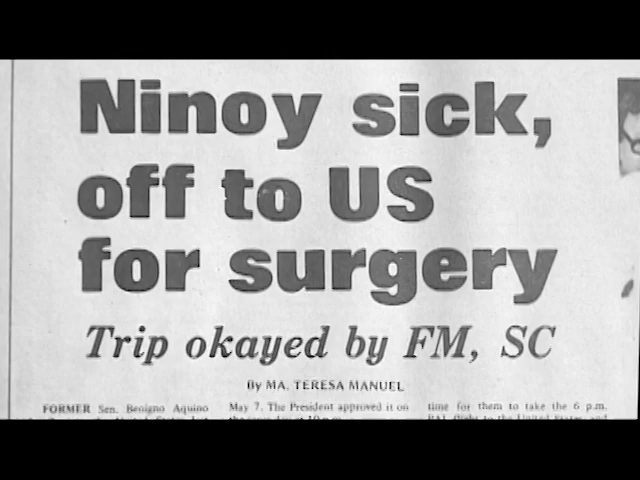 Ninoy sick,
off to US
for surgery
Trip okayed by FM, SC
By MA. TERESA MANUEL
FORMER Sen. Benigno Aquino
May 7. The President approved it on
time for them to take the 6 p.m.